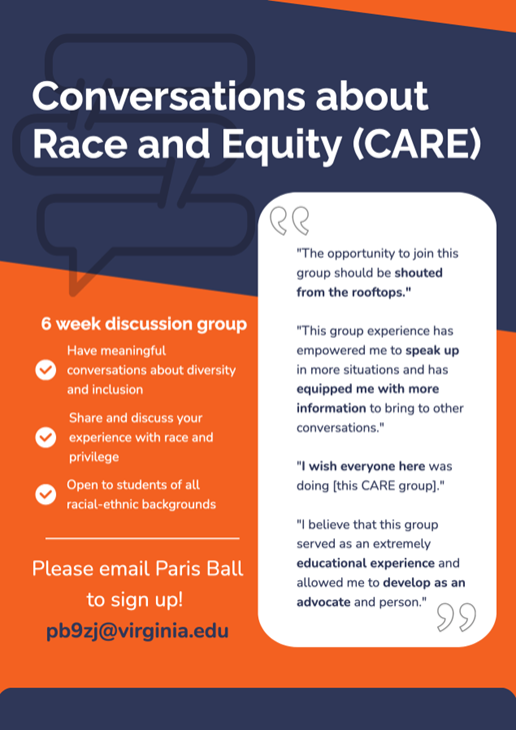 Conversations about
Race and Equity (CARE)
6 week discussion group
Have meaningful
conversations about diversity
and inclusion
Share and discuss your
experience with race and
privilege
Open to students of all
racial-ethnic backgrounds
Please email Paris Ball
to sign up!
pb9zj@virginia.edu
"The opportunity to join this
group should be shouted
from the rooftops."
"This group experience has
empowered me to speak up
in more situations and has
equipped me with more
information to bring to other
conversations."
"I wish everyone here was
doing [this CARE group]."
"I believe that this group
served as an extremely
educational experience and
allowed me to develop as an
advocate and person."